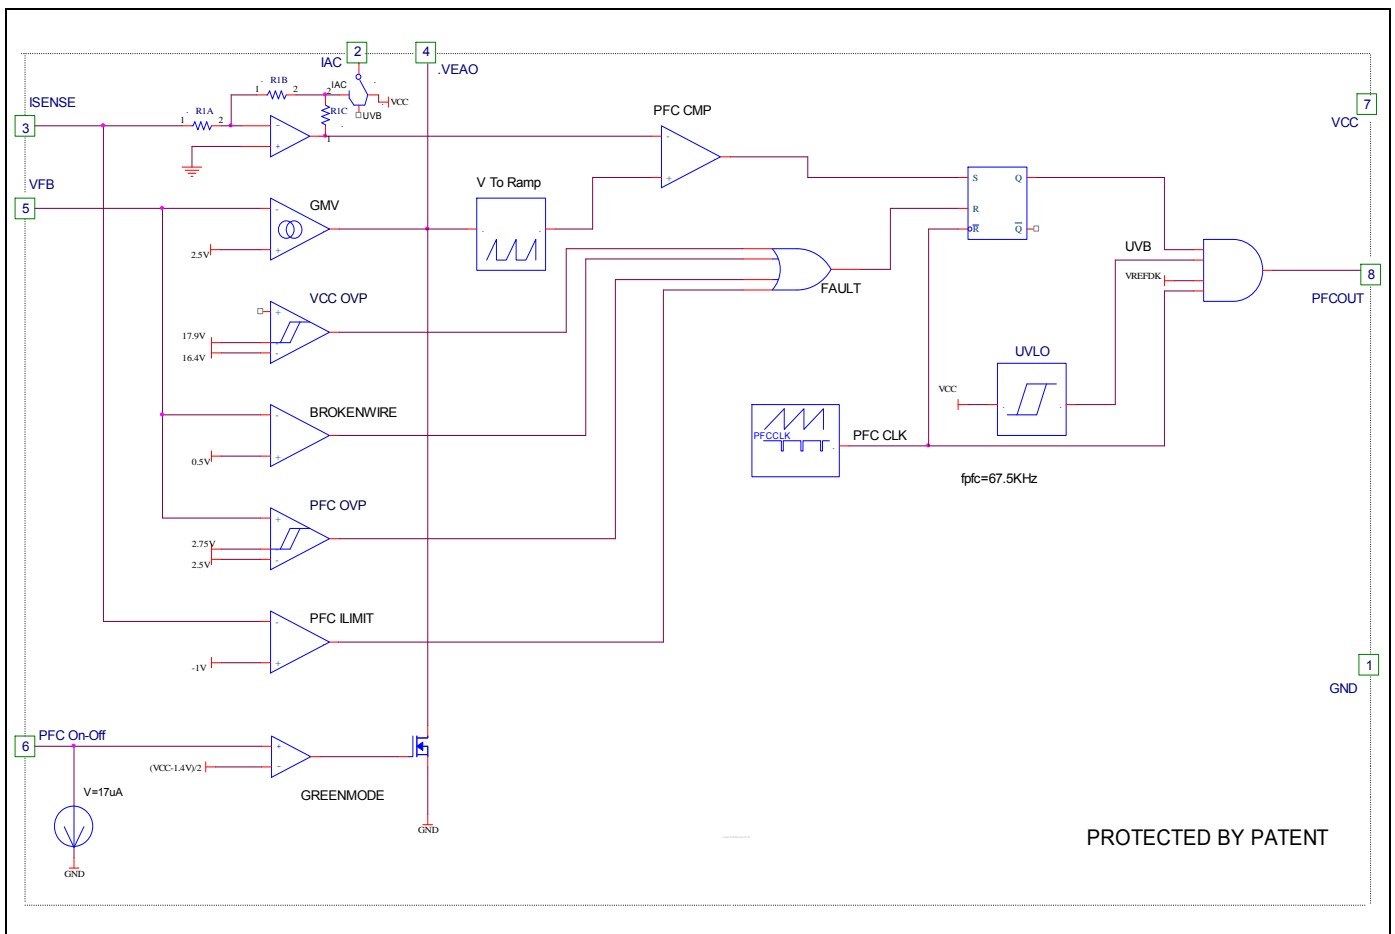 2
4
IAC
.VEAO
R1B
1
2
2
IAC
VCC
7
VCC
ISENSE
R1A
R1C
UVB
3
1
2
-
+
1
PFC CMP
-
+
VFB
5
GMV
-
+
2.5V
V To Ramp
S
Q
R
R
Q
UVB
VREFDK
8
PFCOUT
FAULT
VCC OVP
+
-
17.9V
16.4V
UVLO
VCC
BROKENWIRE
-
+
0.5V
PFCCLK
PFC CLK
fpfc=67.5KHz
PFC OVP
+
-
2.75V
2.5V
PFC ILIMIT
-
+
-1V
1
GND
PFC On-Off
6
+
-
(VCC-1.4V)/2
GREENMODE
V=17uA
GND
GND
PROTECTED BY PATENT